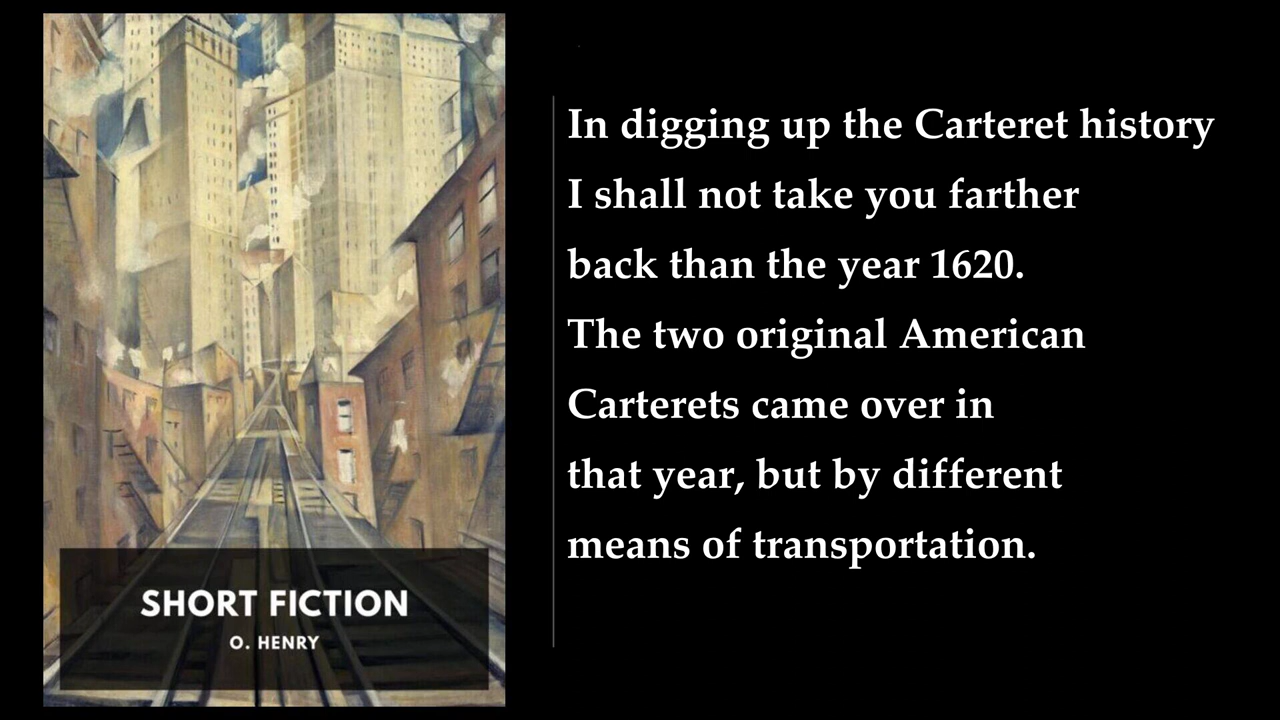 SHORT FICTION
O. HENRY
In digging up the Carteret history
I shall not take you farther
back than the year 1620.
The two original American
Carterets came over in
that year, but by different
means of transportation.